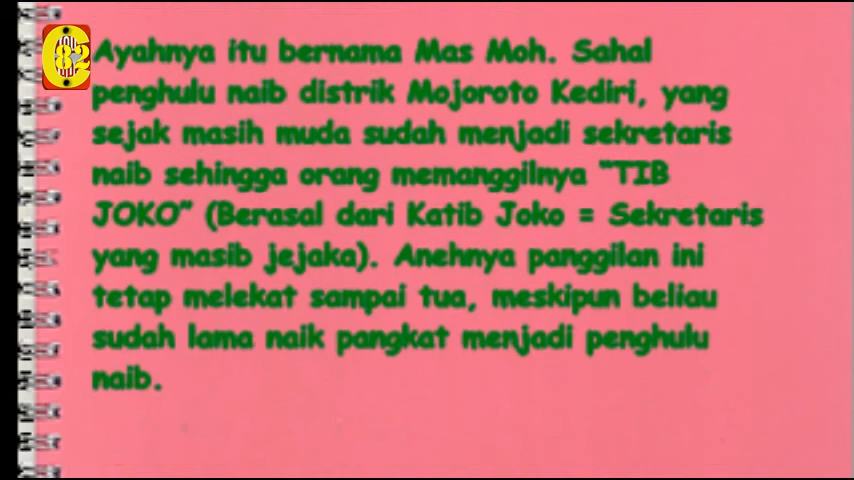 Ayahnya itu bernama Mas Moh. Sahal
penghulu naib distrik Mojoroto Kediri, yang
sejak masih muda sudah menjadi sekretaris
naib sehingga orang memanggilnya "TIB
JOKO" (Berasal dari Katib Joko = Sekretaris
yang masib jejaka). Anehnya panggilan ini
tetap melekat sampai tua, meskipun beliau
sudah lama naik pangkat menjadi penghulu
naib.